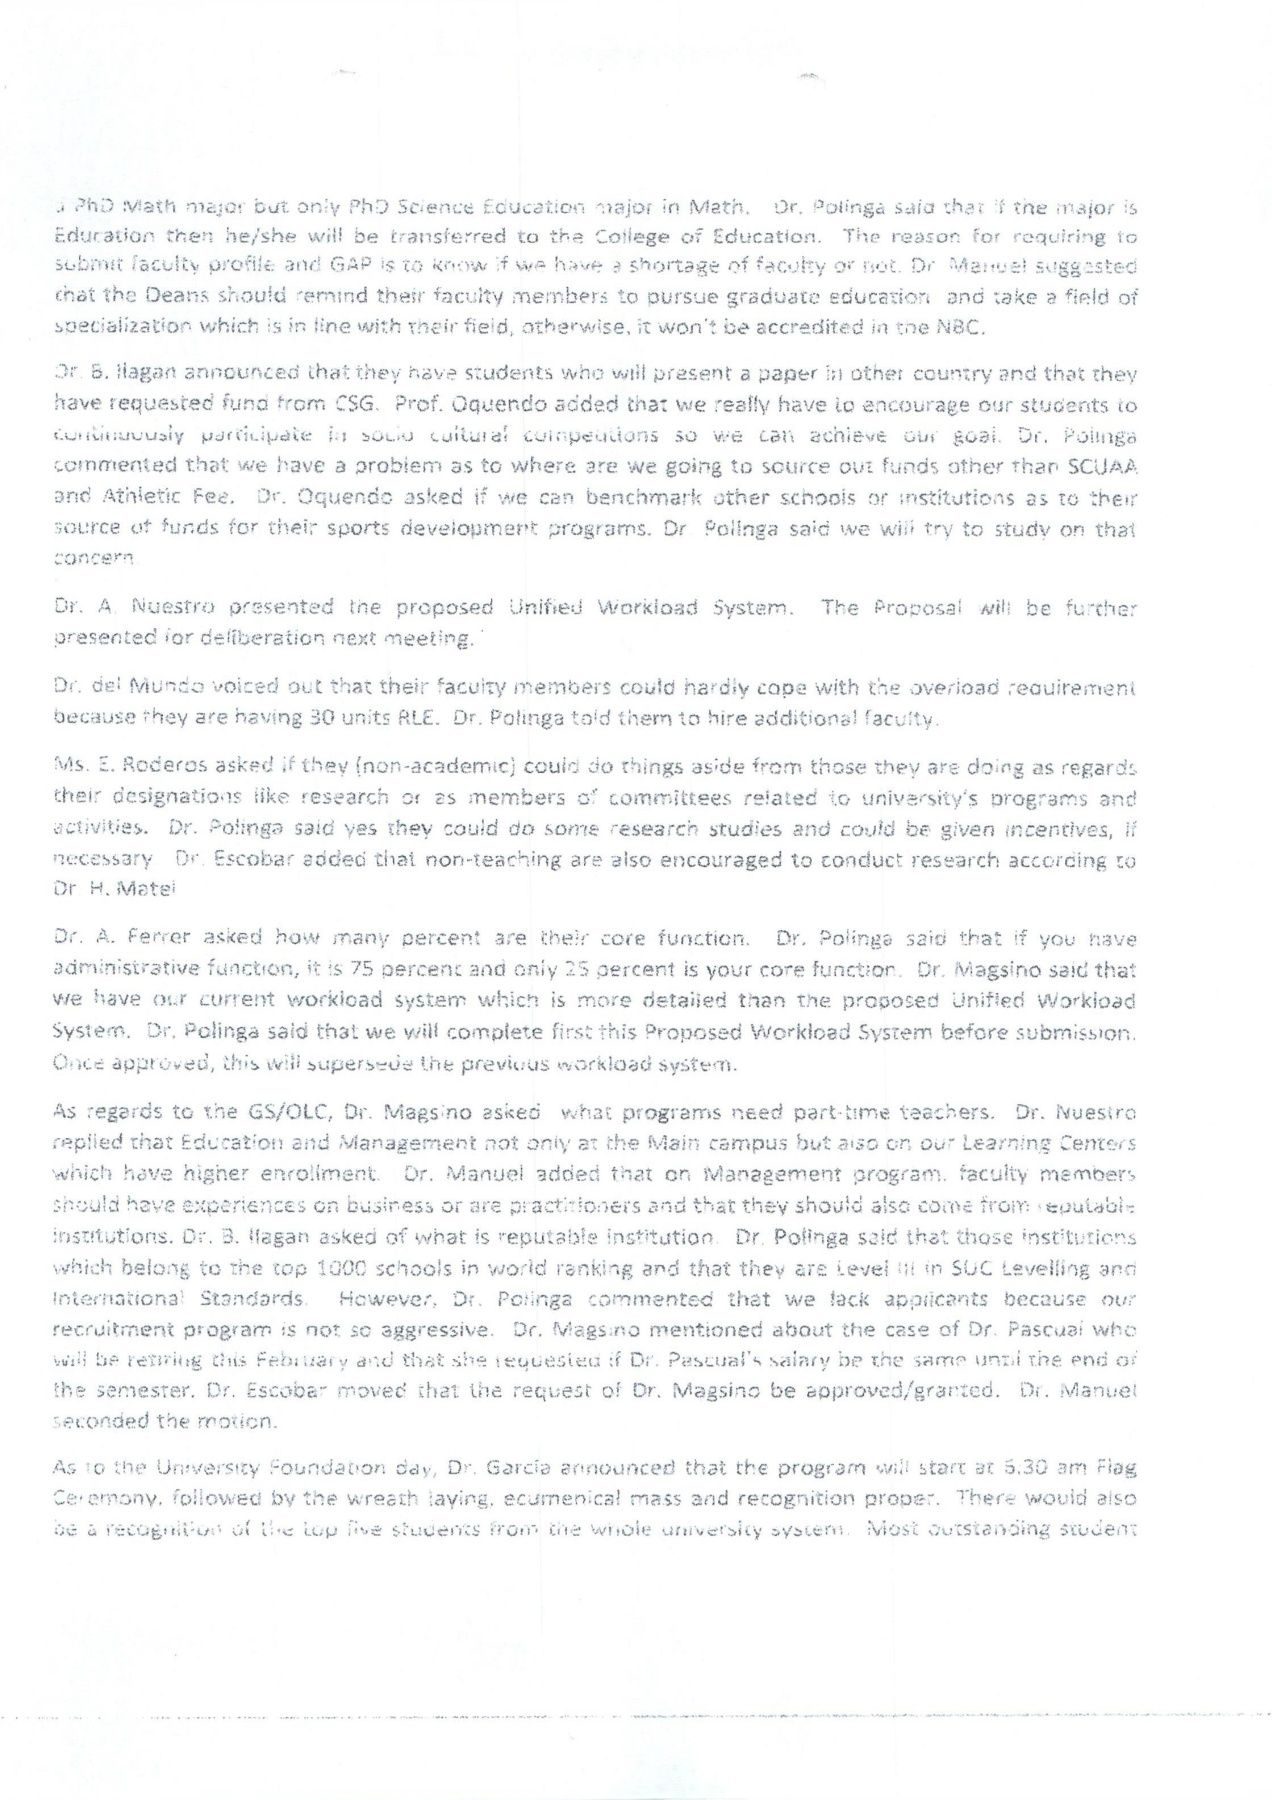 PhD Math major but only PhD Science Education major in Math. Dr. Polinga said that if the major is
Education then he/she will be transferred to the College of Education. The reason for requiring to
submit faculty profile and GAP is to know if we have a shortage of faculty or not. Dr Manuel suggested
that the Deans should remind their faculty members to pursue graduate education and take a field of
specialization which is in line with their field, otherwise, it won't be accredited in the NBC.
Dr. B. Ilagan announced that they have students who will present a paper in other country and that they
have requested fund from CSG. Prof. Oquendo added that we really have to encourage our students to
continuously participate in socio cultural competitions so we can achieve our goal. Dr. Polinga
commented that we have a problem as to where are we going to source out funds other than SCUAA
and Athletic Fee. Dr. Oquendo asked if we can benchmark other schools or institutions as to their
source of funds for their sports development programs. Dr Polinga said we will try to study on that
concern
Dr. A. Nuestro presented the proposed Unified Workload System. The Proposal will be further
presented for deliberation next meeting.
Dr. del Mundo voiced out that their faculty members could hardly cope with the overload requirement
because they are having 30 units RLE. Dr. Polinga told them to hire additional faculty.
Ms. E. Roderos asked if they (non-academic) could do things aside from those they are doing as regards
their designations like research or as members of committees related to university's programs and
activities. Dr. Polinga said yes they could do some research studies and could be given incentives, if
necessary Dr. Escobar added that non-teaching are also encouraged to conduct research according to
Dr H. Matel
Dr. A. Ferrer asked how many percent are their core function. Dr. Polinga said that if you have
administrative function, it is 75 percent and only 25 percent is your core function. Dr. Magsino said that
we have our current workload system which is more detailed than the proposed Unified Workload
System. Dr. Polinga said that we will complete first this Proposed Workload System before submission.
Once approved, this will supersede the previous workload system.
As regards to the GS/OLC, Dr. Magsino asked what programs need part-time teachers. Dr. Nuestro
replied that Education and Management not only at the Main campus but also on our Learning Centers
which have higher enrollment. Dr. Manuel added that on Management program, faculty members
should have experiences on business or are practitioners and that they should also come from reputable
institutions. Dr. B. Ilagan asked of what is reputable institution. Dr. Polinga said that those institutions
which belong to the top 1000 schools in world ranking and that they are Level III in SUC Levelling and
International Standards. However, Dr. Polinga commented that we lack applicants because our
recruitment program is not so aggressive. Dr. Magsino mentioned about the case of Dr. Pascual who
will be retiring this February and that she requested if Dr. Pascual's salary be the same until the end of
the semester. Dr. Escobar moved that the request of Dr. Magsino be approved/granted. Dr. Manuel
seconded the motion.
As to the University Foundation day, Dr. Garcia announced that the program will start at am Flag
Ceremony, followed by the wreath laying, ecumenical mass and recognition proper. There would also
be a recognition of the top five students from the whole university system. Most outstanding student